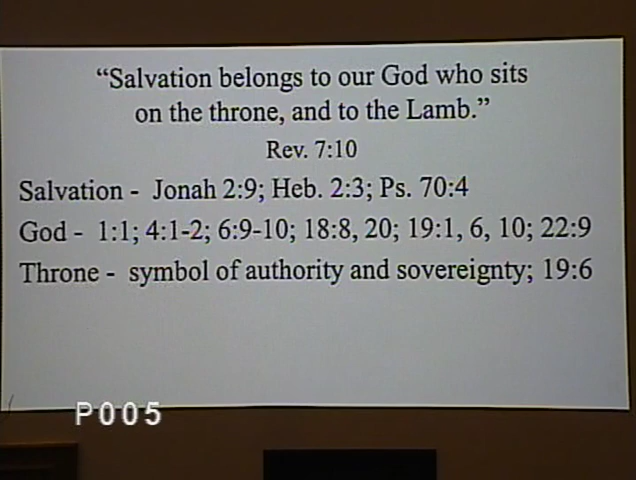 “Salvation belongs to our God who sits
on the throne, and to the Lamb.”
Rev. 7:10
Salvation - Jonah 2:9; Heb. 2:3; Ps. 70:4
God - 1:1; 4:1-2; 6:9-10; 18:8, 20; 19:1, 6, 10; 22:9
Throne - symbol of authority and sovereignty; 19:6
P005